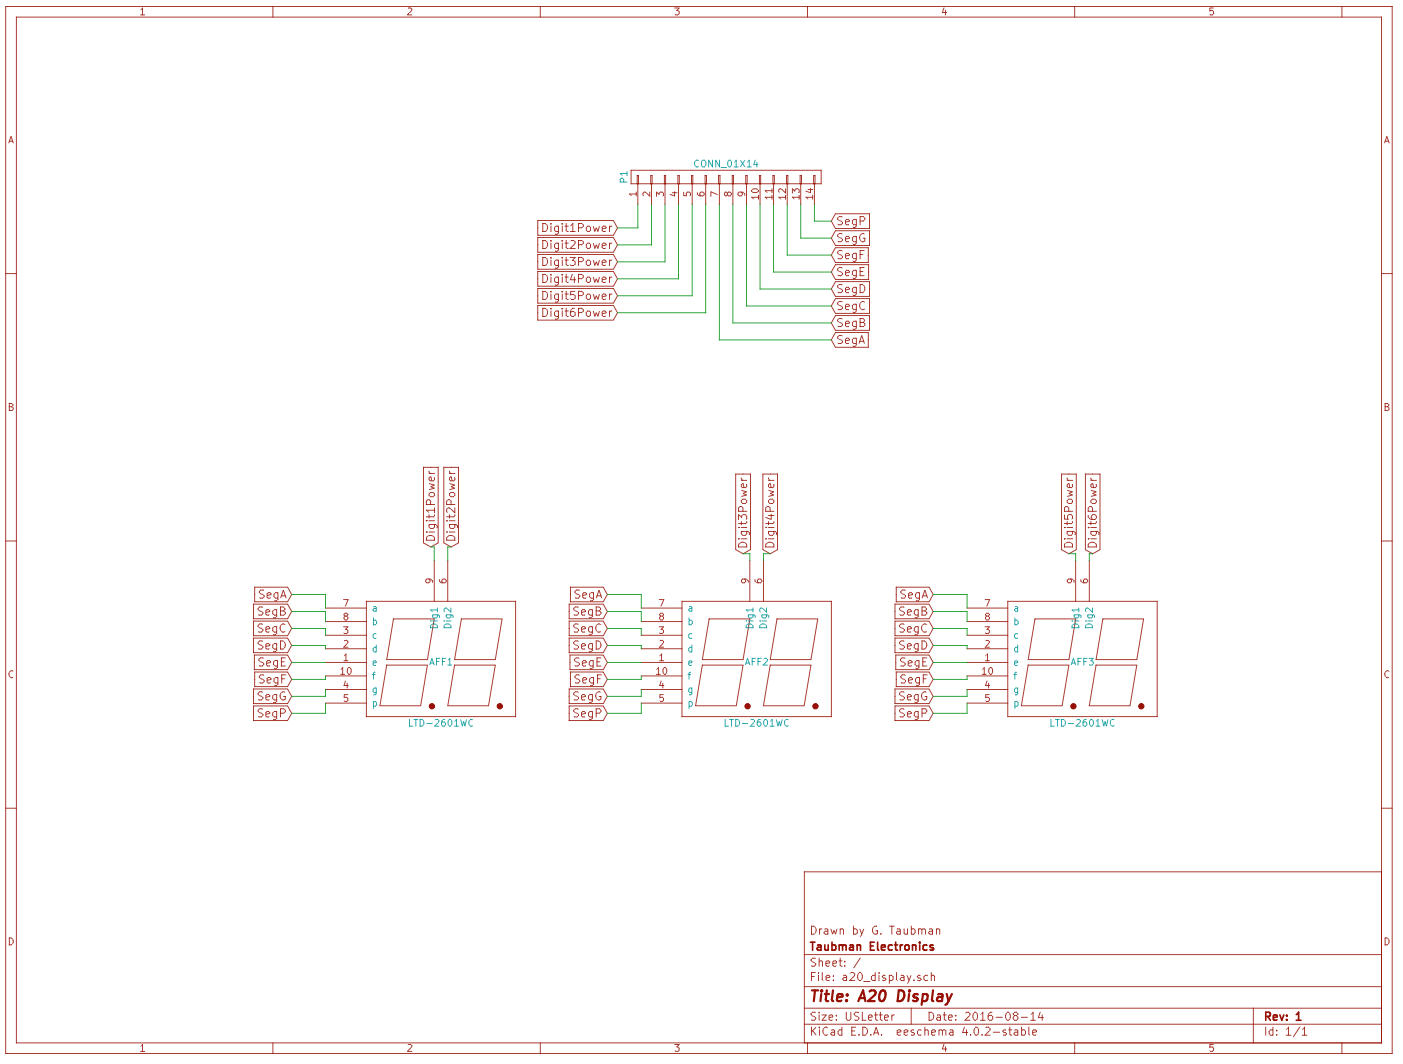 1 2 3 4 5
A A
CONN_01X14
P1
1 2 3 4 5 6 7 8 9 10 11 12 13 14
Digit1Power SegP
Digit2Power SegG
Digit3Power SegF
Digit4Power SegE
Digit5Power SegD
Digit6Power SegC
SegB
SegA
B B
Digit1Power Digit2Power
9 6
SegA 7 a
SegB 8 b
SegC 3 c
SegD 2 d
SegE 1 e
SegF 10 f
SegG 4 g
SegP 5 p
Dig1 Dig2
AFF1
LTD-2601WC
Digit3Power Digit4Power
9 6
SegA 7 a
SegB 8 b
SegC 3 c
SegD 2 d
SegE 1 e
SegF 10 f
SegG 4 g
SegP 5 p
Dig1 Dig2
AFF2
LTD-2601WC
Digit5Power Digit6Power
9 6
SegA 7 a
SegB 8 b
SegC 3 c
SegD 2 d
SegE 1 e
SegF 10 f
SegG 4 g
SegP 5 p
Dig1 Dig2
AFF3
LTD-2601WC
C C
D D
Drawn by G. Taubman
Taubman Electronics
Sheet: /
File: a20_display.sch
Title: A20 Display
Size: USLetter Date: 2016-08-14 Rev: 1
KiCad E.D.A. eeschema 4.0.2-stable Id: 1/1
1 2 3 4 5